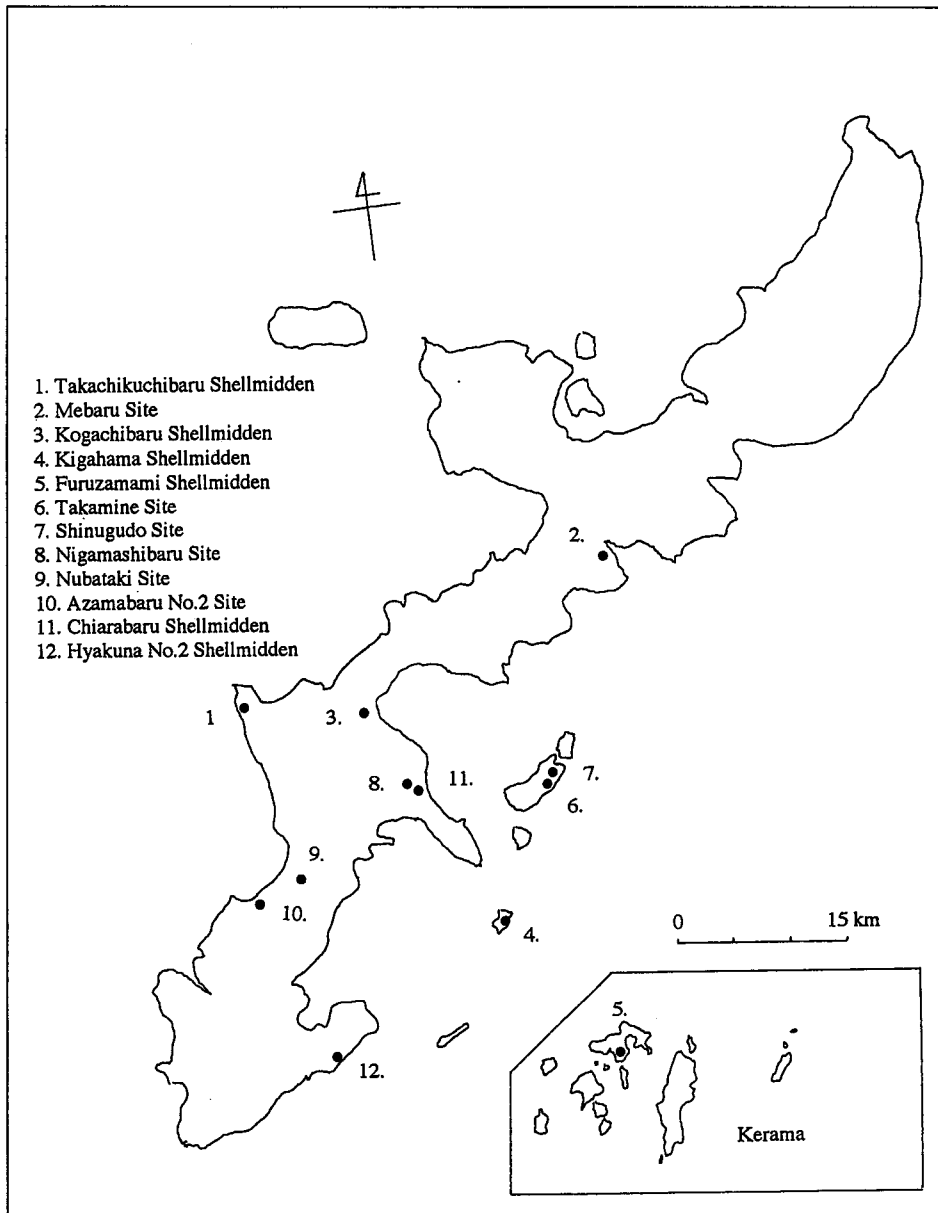 1. Takachikuchibaru Shellmidden
2. Mebaru Site
3. Kogachibaru Shellmidden
4. Kigahama Shellmidden
5. Furuzamami Shellmidden
6. Takamine Site
7. Shinugudo Site
8. Nigamashibaru Site
9. Nubataki Site
10. Azamabaru No.2 Site
11. Chiarabaru Shellmidden
12. Hyakuna No.2 Shellmidden
2.
1
3.
8.
11.
7.
6.
9.
10.
4.
0 15 km
5.
12.
Kerama